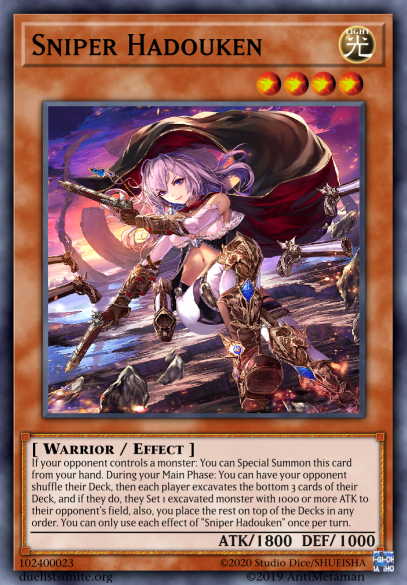 Sniper Hadouken
LIGHT
光
[ Warrior / Effect ]
If your opponent controls a monster: You can Special Summon this card
from your hand. During your Main Phase: You can have your opponent
shuffle their Deck, then each player excavates the bottom 3 cards of their
Deck, and if they do, they Set 1 excavated monster with 1000 or more ATK to
their opponent's field, also, you place the rest on top of the Decks in any
order. You can only use each effect of "Sniper Hadouken" once per turn.
ATK/1800 DEF/1000
102400023
©2020 Studio Dice/SHUEISHA
duelistsunite.org
©2019 AntiMetaman